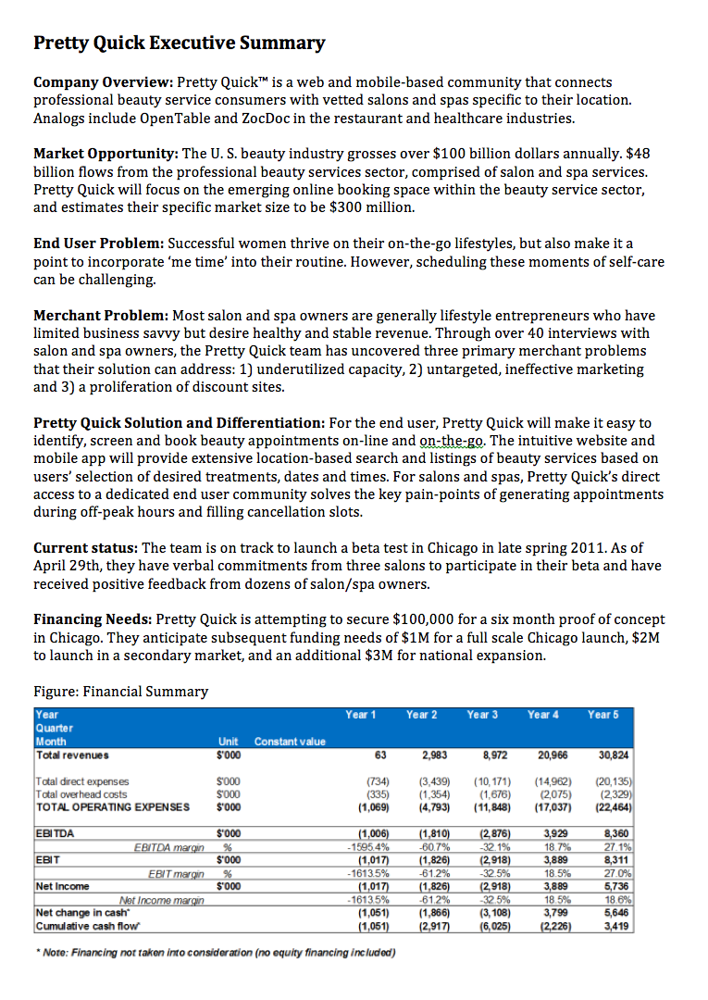 Pretty Quick Executive Summary
Company Overview: Pretty Quick™ is a web and mobile-based community that connects
professional beauty service consumers with vetted salons and spas specific to their location.
Analogs include OpenTable and ZocDoc in the restaurant and healthcare industries.
Market Opportunity: The U. S. beauty industry grosses over $100 billion dollars annually. $48
billion flows from the professional beauty services sector, comprised of salon and spa services.
Pretty Quick will focus on the emerging online booking space within the beauty service sector,
and estimates their specific market size to be $300 million.
End User Problem: Successful women thrive on their on-the-go lifestyles, but also make it a
point to incorporate ‘me time’ into their routine. However, scheduling these moments of self-care
can be challenging.
Merchant Problem: Most salon and spa owners are generally lifestyle entrepreneurs who have
limited business savvy but desire healthy and stable revenue. Through over 40 interviews with
salon and spa owners, the Pretty Quick team has uncovered three primary merchant problems
that their solution can address: 1) underutilized capacity, 2) untargeted, ineffective marketing
and 3) a proliferation of discount sites.
Pretty Quick Solution and Differentiation: For the end user, Pretty Quick will make it easy to
identify, screen and book beauty appointments on-line and on-the-go. The intuitive website and
mobile app will provide extensive location-based search and listings of beauty services based on
users’ selection of desired treatments, dates and times. For salons and spas, Pretty Quick’s direct
access to a dedicated end user community solves the key pain-points of generating appointments
during off-peak hours and filling cancellation slots.
Current status: The team is on track to launch a beta test in Chicago in late spring 2011. As of
April 29th, they have verbal commitments from three salons to participate in their beta and have
received positive feedback from dozens of salon/spa owners.
Financing Needs: Pretty Quick is attempting to secure $100,000 for a six month proof of concept
in Chicago. They anticipate subsequent funding needs of $1M for a full scale Chicago launch, $2M
to launch in a secondary market, and an additional $3M for national expansion.
Figure: Financial Summary
Year Year 1 Year 2 Year 3 Year 4 Year 5
Quarter
Month Unit Constant value
Total revenues $'000 63 2,983 8,972 20,966 30,824
Total direct expenses $'000 (734) (3,439) (10,171) (14,962) (20,135)
Total overhead costs $'000 (335) (1,354) (1,676) (2,075) (2,329)
TOTAL OPERATING EXPENSES $'000 (1,069) (4,793) (11,848) (17,037) (22,464)
EBITDA $'000 (1,006) (1,810) (2,876) 3,929 8,360
EBITDA margin % -1595.4% -60.7% -32.1% 18.7% 27.1%
EBIT $'000 (1,017) (1,826) (2,918) 3,889 8,311
EBIT margin % -1613.5% -61.2% -32.5% 18.5% 27.0%
Net Income $'000 (1,017) (1,826) (2,918) 3,889 5,736
Net Income margin -1613.5% -61.2% -32.5% 18.5% 18.6%
Net change in cash* (1,051) (1,866) (3,108) 3,799 5,646
Cumulative cash flow* (1,051) (2,917) (6,025) (2,226) 3,419
* Note: Financing not taken into consideration (no equity financing included)